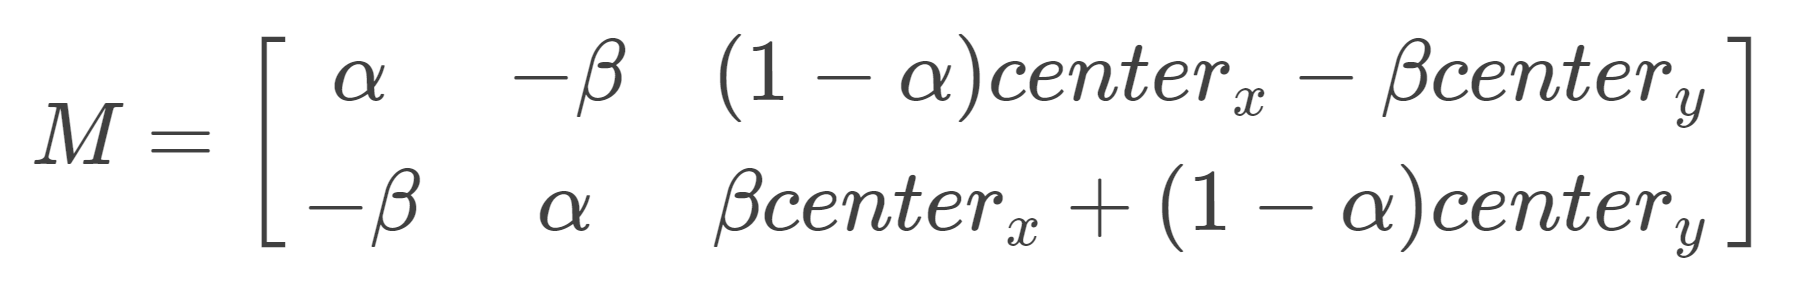 M = [ α −β (1 − α)center_x − βcenter_y
−β α βcenter_x + (1 − α)center_y ]